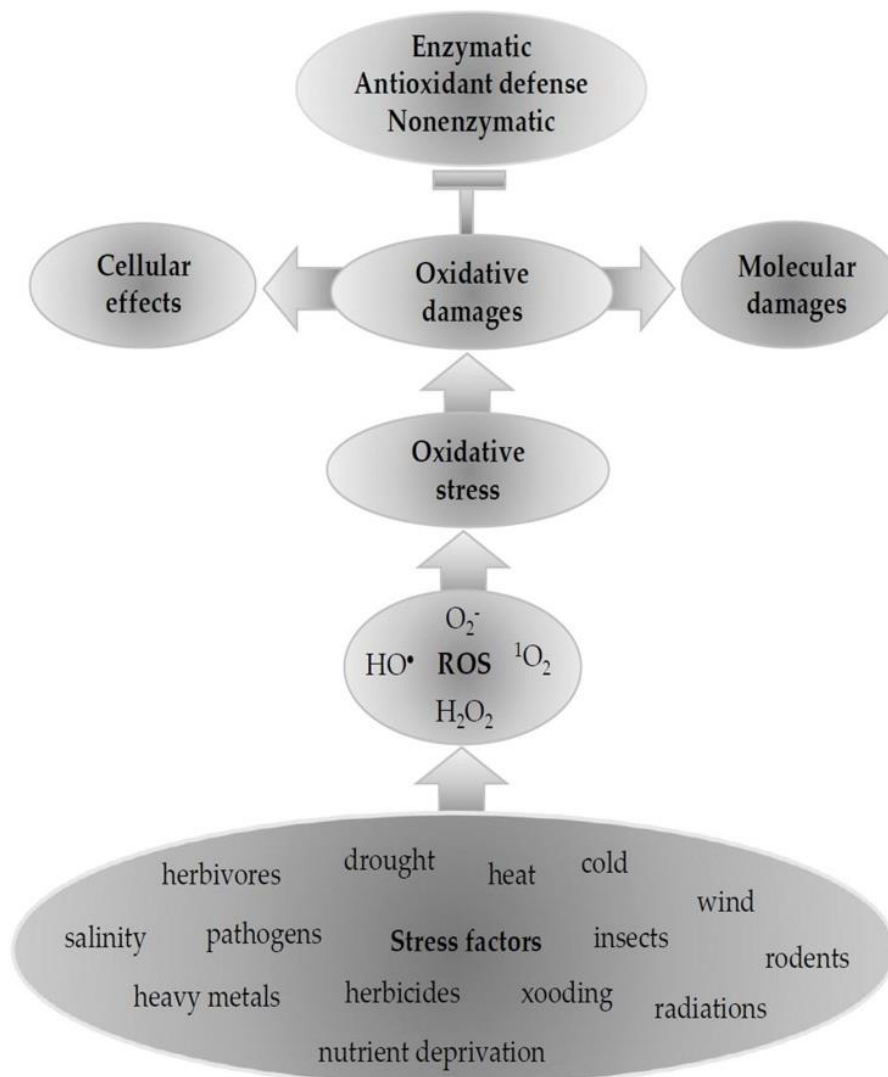 Enzymatic
Antioxidant defense
Nonenzymatic
Cellular
effects
Oxidative
damages
Molecular
damages
Oxidative
stress
O₂⁻
HO• ROS ¹O₂
H₂O₂
herbivores drought heat cold
wind
salinity pathogens Stress factors insects
rodents
heavy metals herbicides xooding radiations
nutrient deprivation